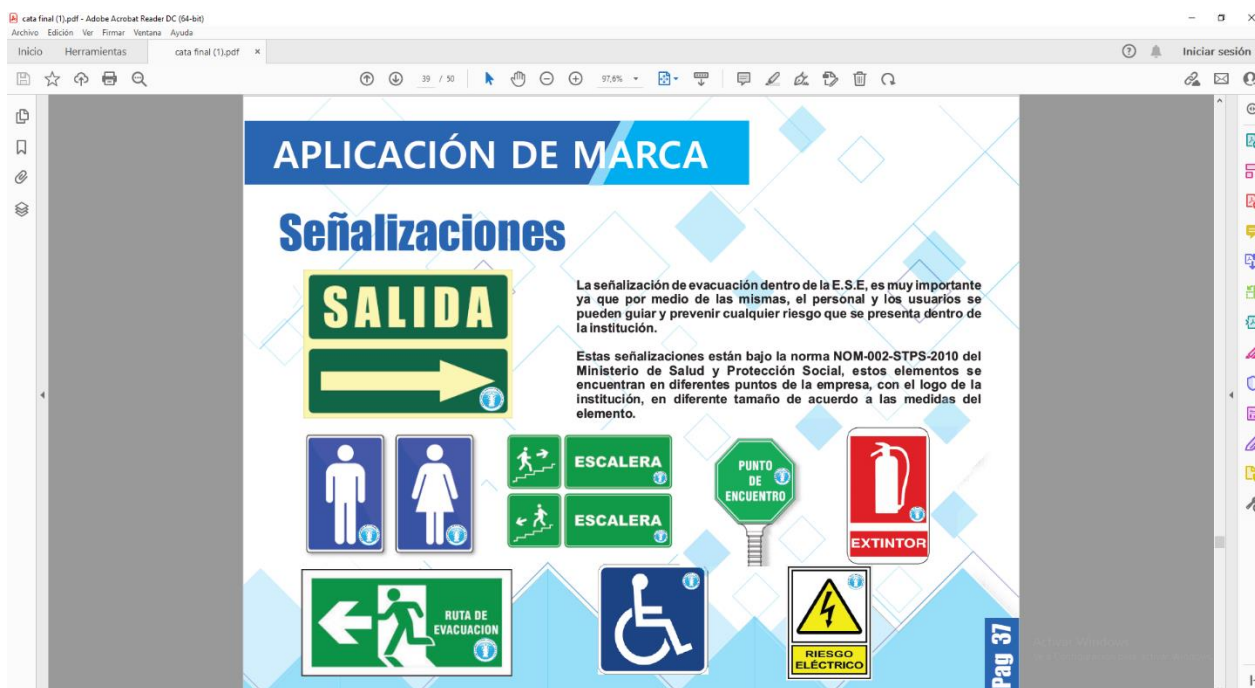 cata final (1).pdf - Adobe Acrobat Reader DC (64-bit)
Archivo Edición Ver Firmar Ventana Ayuda
Inicio Herramientas cata final (1).pdf × Iniciar sesión
39 / 50 97,6%
APLICACIÓN DE MARCA
Señalizaciones
SALIDA
La señalización de evacuación dentro de la E.S.E, es muy importante
ya que por medio de las mismas, el personal y los usuarios se
pueden guiar y prevenir cualquier riesgo que se presenta dentro de
la institución.
Estas señalizaciones están bajo la norma NOM-002-STPS-2010 del
Ministerio de Salud y Protección Social, estos elementos se
encuentran en diferentes puntos de la empresa, con el logo de la
institución, en diferente tamaño de acuerdo a las medidas del
elemento.
ESCALERA
ESCALERA
PUNTO
DE
ENCUENTRO
EXTINTOR
RUTA DE
EVACUACION
RIESGO
ELÉCTRICO
Pag 37
Activar Windows